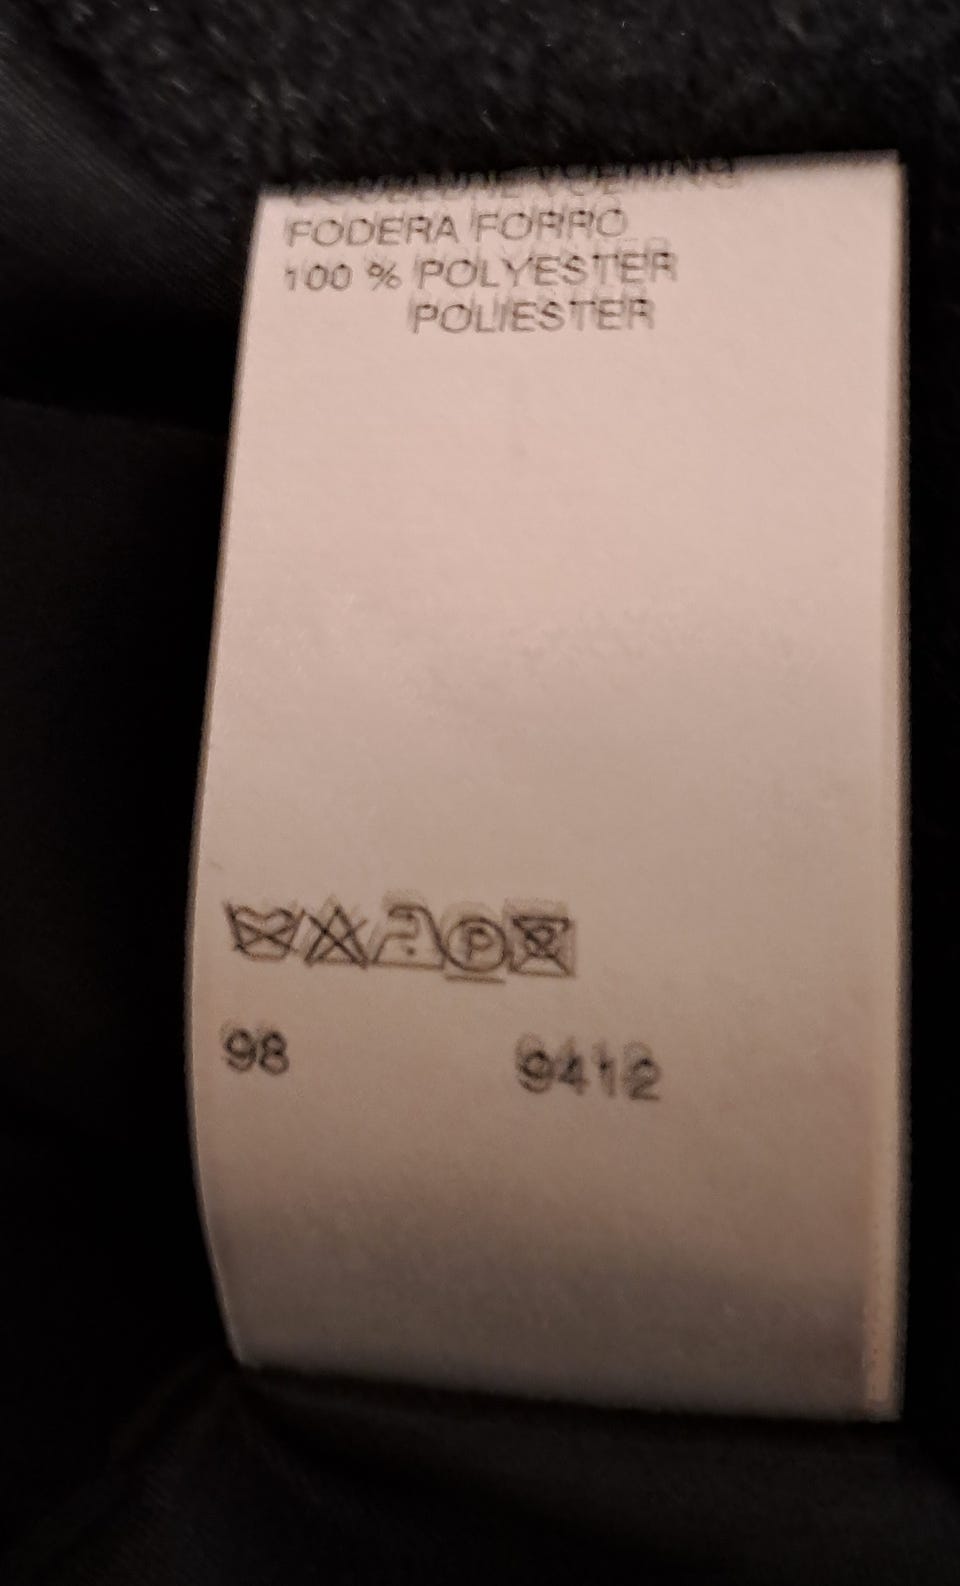 FODERA FORRO
100 % POLYESTER
POLIESTER
P
98 9412